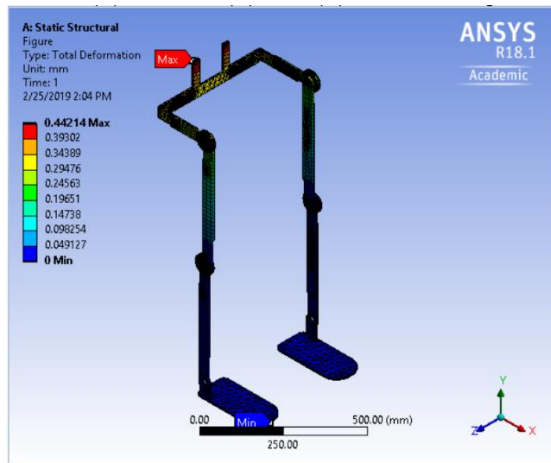 A: Static Structural
Figure
Type: Total Deformation
Unit: mm
Time: 1
2/25/2019 2:04 PM
0.44214 Max
0.39302
0.34389
0.29476
0.24563
0.19651
0.14738
0.098254
0.049127
0 Min
ANSYS
R18.1
Academic
Max
Min
0.00
500.00 (mm)
250.00
Y
Z
X